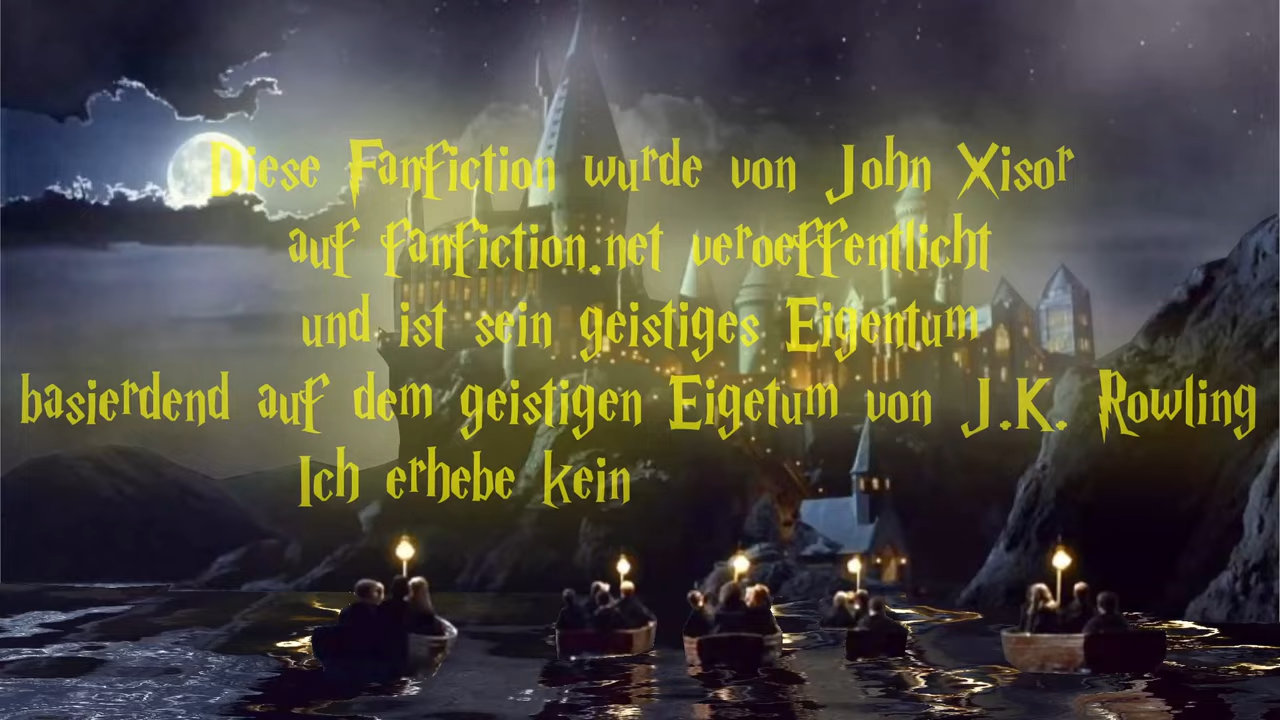 Diese Fanfiction wurde von John Xisor
auf fanfiction.net veroeffentlicht
und ist sein geistiges Eigentum
basierdend auf dem geistigen Eigetum von J.K. Rowling
Ich erhebe kein